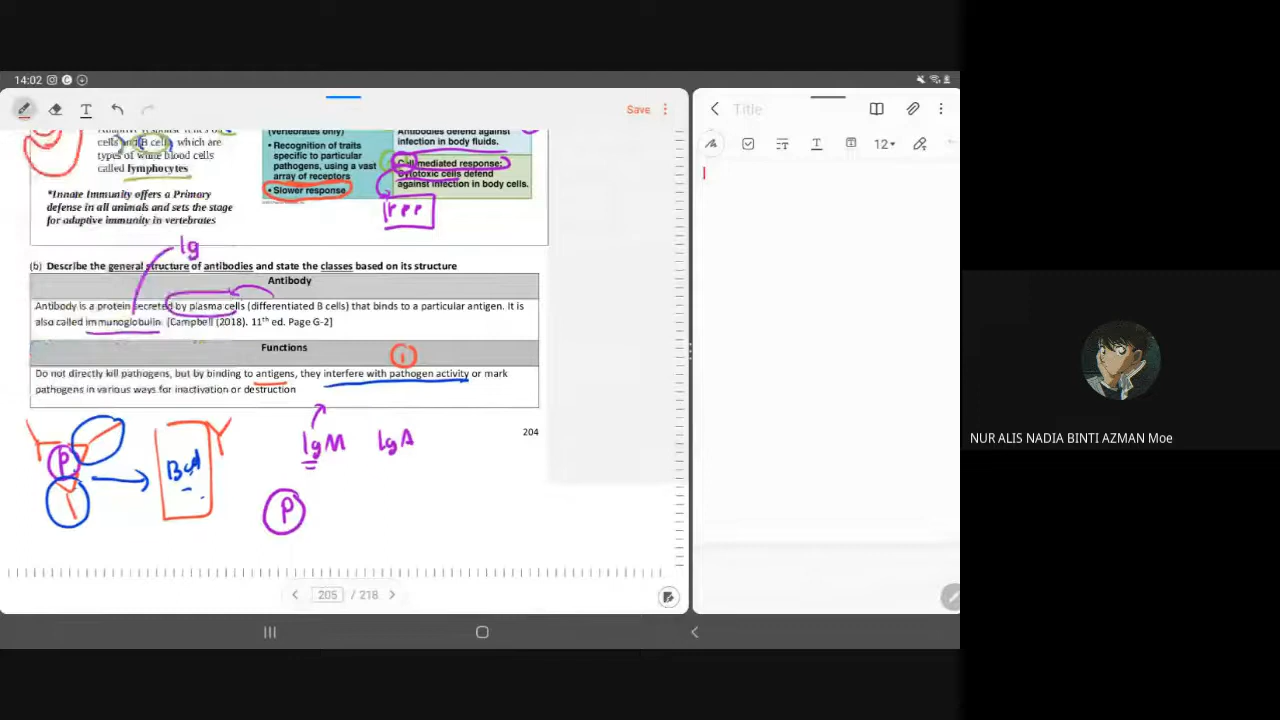 14:02
Save
Title
12
Adaptive response relies on
cells and B cells, which are
types of white blood cells
called lymphocytes
*Innate Immunity offers a Primary
defense in all animals and sets the stage
for adaptive immunity in vertebrates
(vertebrates only)
• Recognition of traits
specific to particular
pathogens, using a vast
array of receptors
• Slower response
Antibodies defend against
infection in body fluids.
Cell-mediated response:
Cytotoxic cells defend
against infection in body cells.
PPP
Ig
(b) Describe the general structure of antibodies and state the classes based on its structure
Antibody
Antibody is a protein secreted by plasma cells (differentiated B cells) that binds to a particular antigen. It is
also called immunoglobulin. [Campbell (2018). 11th ed. Page G-2]
Functions
Do not directly kill pathogens, but by binding to antigens, they interfere with pathogen activity or mark
pathogens in various ways for inactivation or destruction
204
IgM IgA
P
P
205 / 218
NUR ALIS NADIA BINTI AZMAN Moe